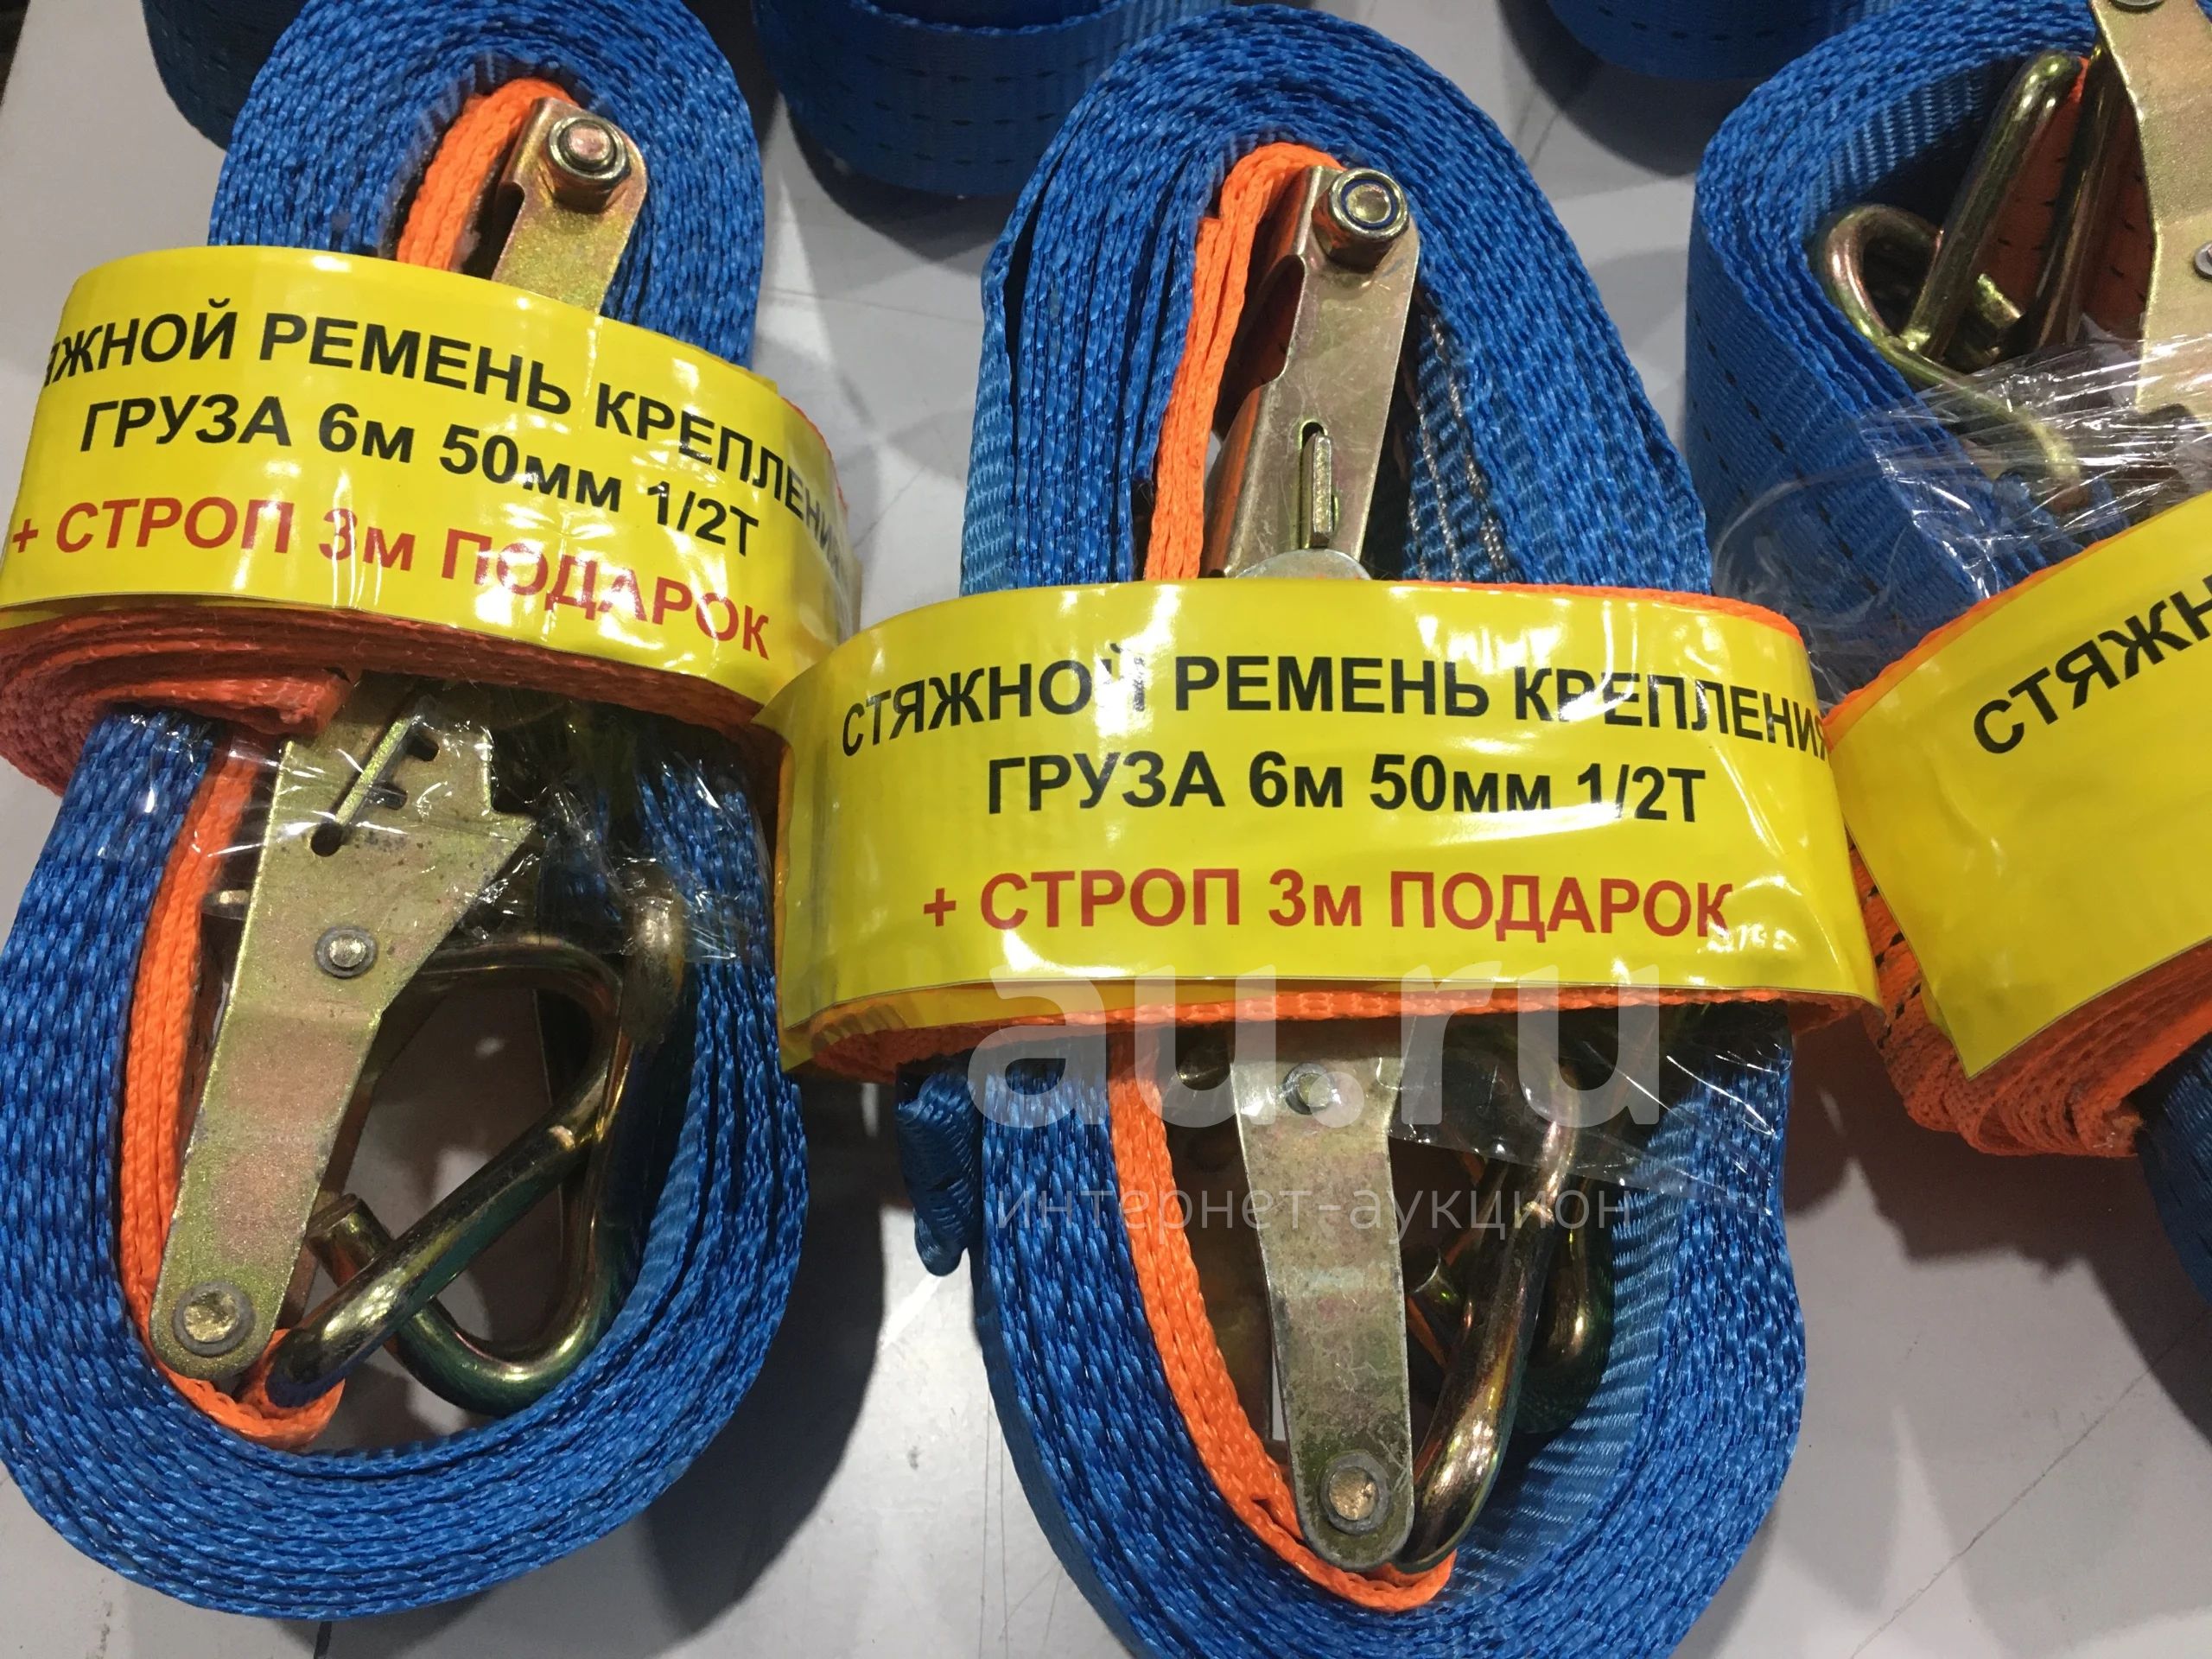 ЯЖНОЙ РЕМЕНЬ КРЕПЛЕНИЯ
ГРУЗА 6м 50мм 1/2Т
+ СТРОП 3м ПОДАРОК
СТЯЖНОЙ РЕМЕНЬ КРЕПЛЕНИЯ
ГРУЗА 6м 50мм 1/2Т
+ СТРОП 3м ПОДАРОК
СТЯЖН
au.ru
интернет-аукцион